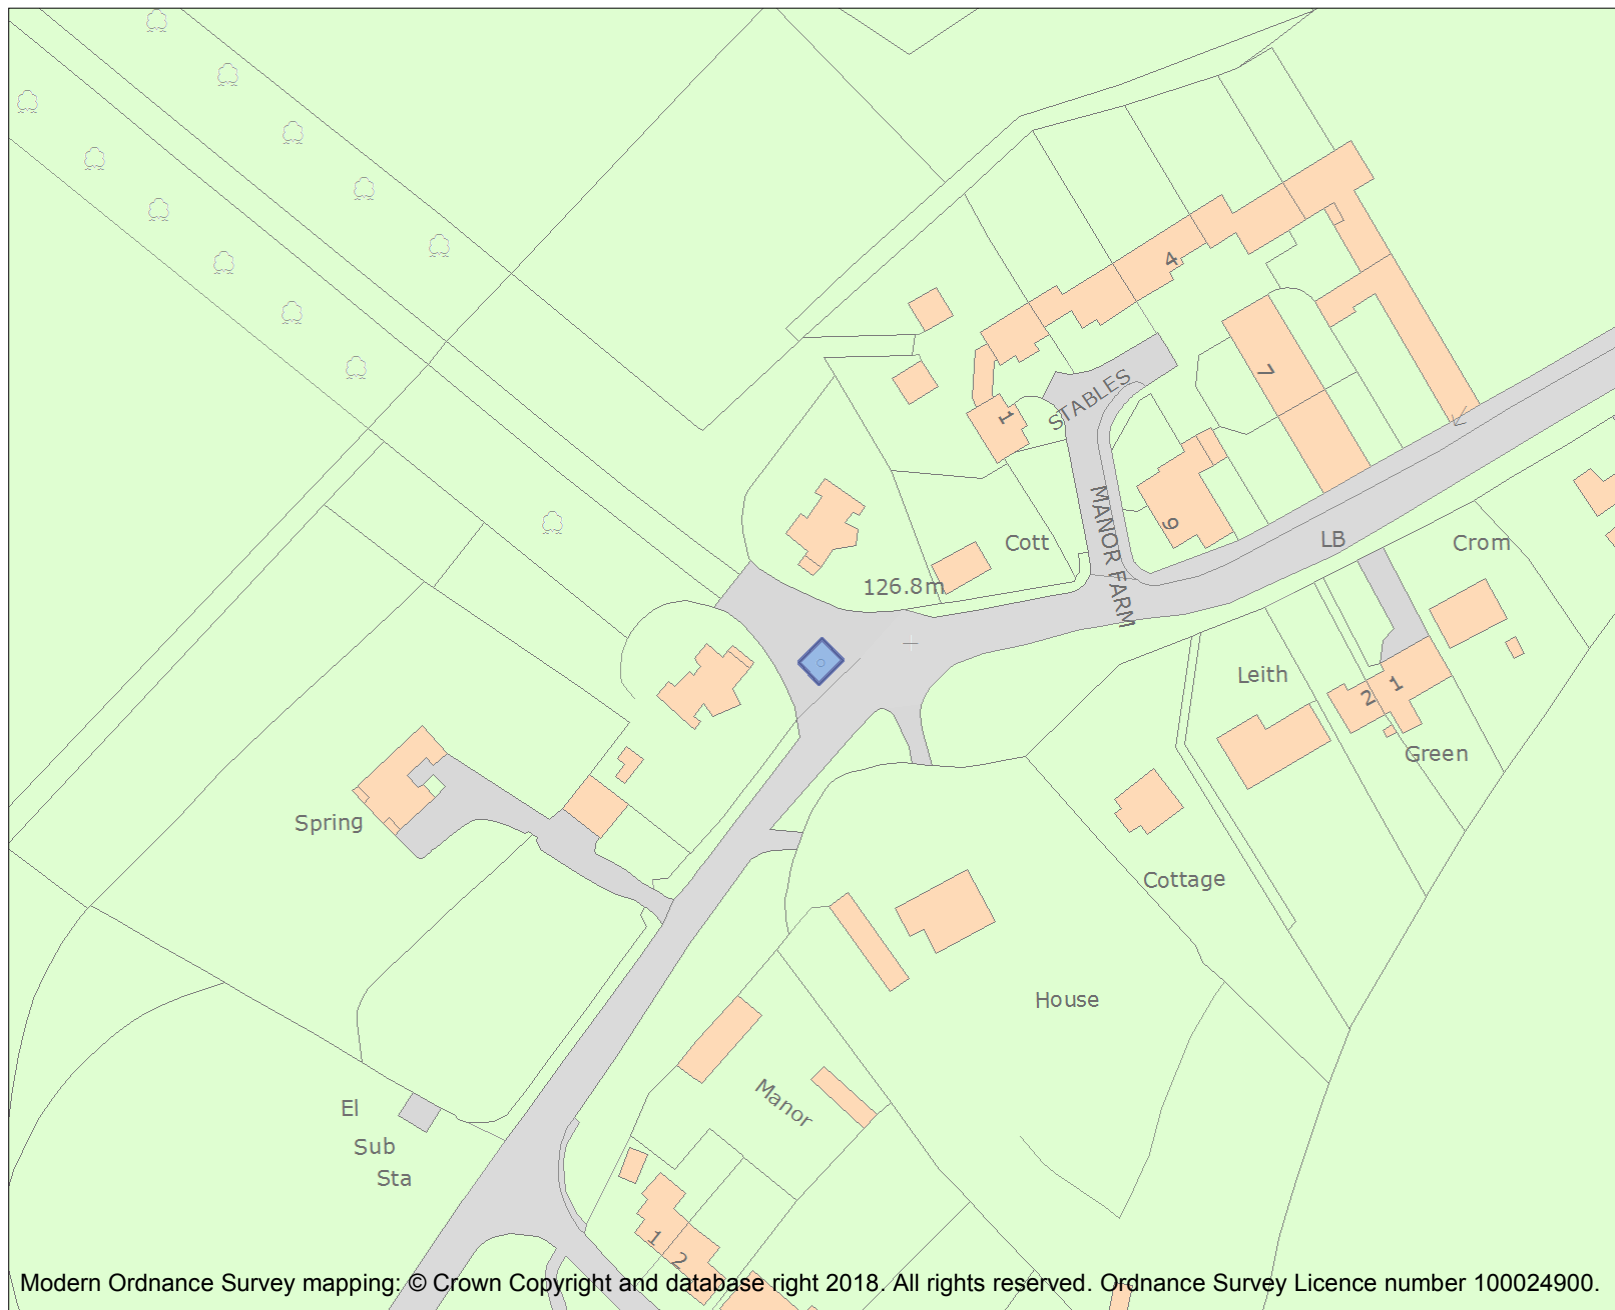 4
STABLES
7
1
MANOR FARM
9
Cott
126.8m
LB
Crom
Leith
2 1
Green
Spring
Cottage
House
Manor
El
Sub
Sta
1
2
Modern Ordnance Survey mapping: © Crown Copyright and database right 2018. All rights reserved. Ordnance Survey Licence number 100024900.